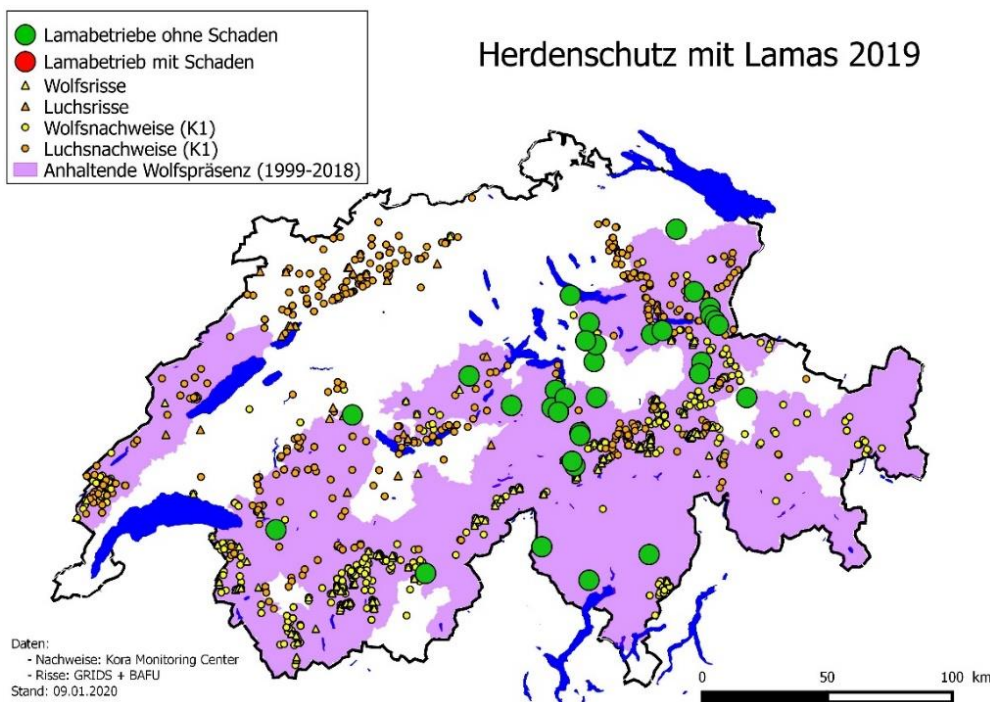 Lamabetriebe ohne Schaden
Lamabetrieb mit Schaden
Wolfsrisse
Luchsrisse
Wolfsnachweise (K1)
Luchsnachweise (K1)
Anhaltende Wolfspräsenz (1999-2018)
Herdenschutz mit Lamas 2019
Daten:
- Nachweise: Kora Monitoring Center
- Risse: GRIDS + BAFU
Stand: 09.01.2020
0 50 100 km